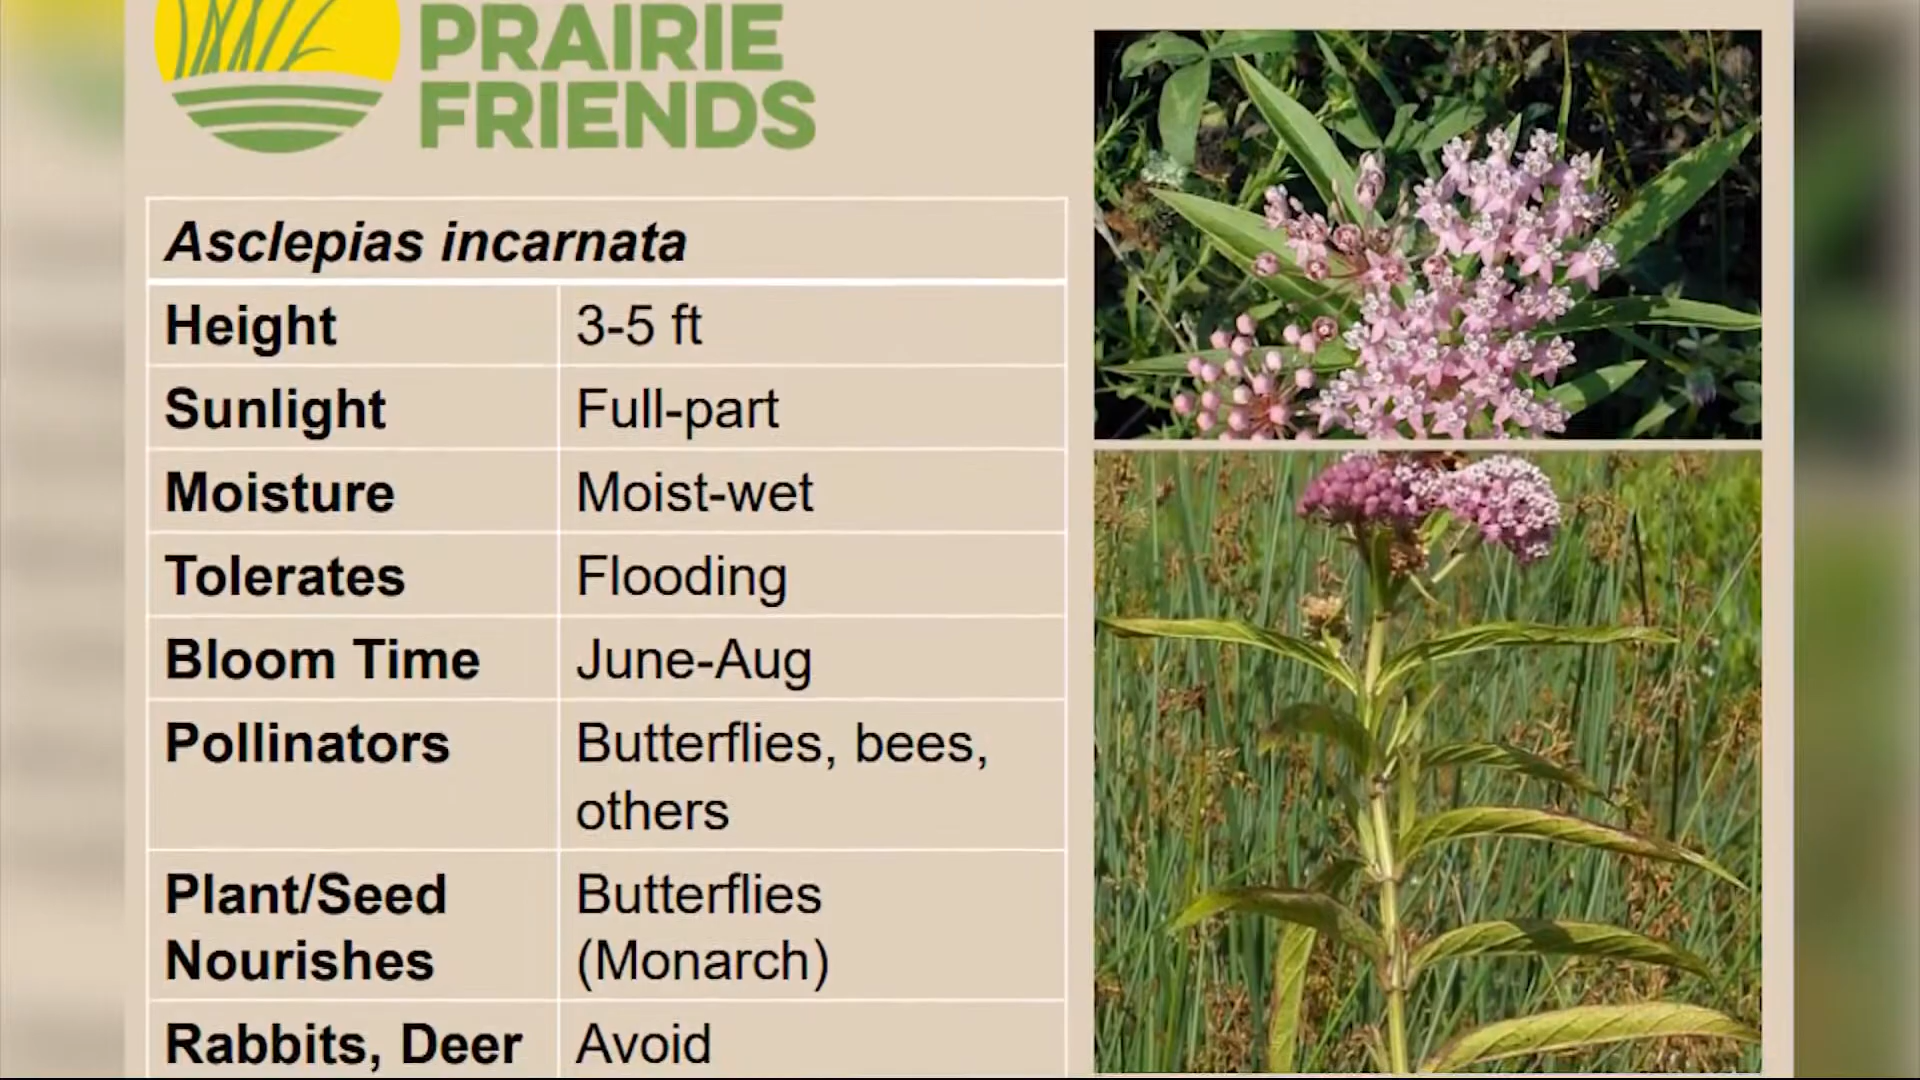 PRAIRIE
FRIENDS
Asclepias incarnata
Height 3-5 ft
Sunlight Full-part
Moisture Moist-wet
Tolerates Flooding
Bloom Time June-Aug
Pollinators Butterflies, bees,
others
Plant/Seed Butterflies
Nourishes (Monarch)
Rabbits, Deer Avoid